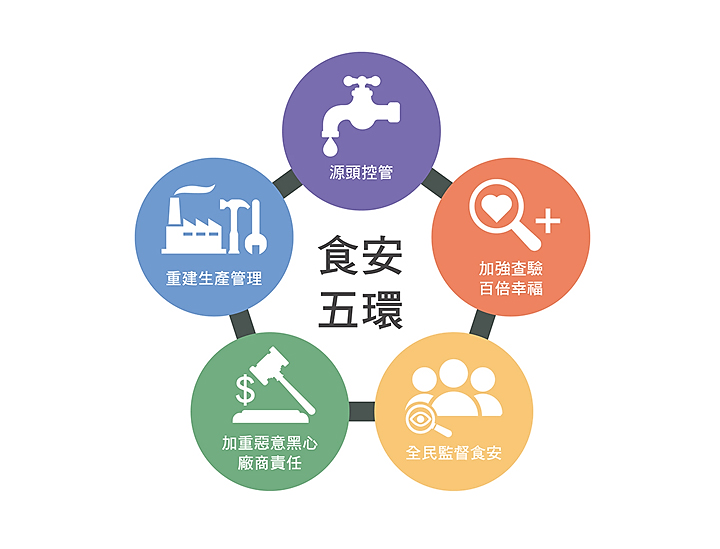 源頭控管
重建生產管理
食安
五環
加強查驗
百倍幸福
加重惡意黑心
廠商責任
$
全民監督食安